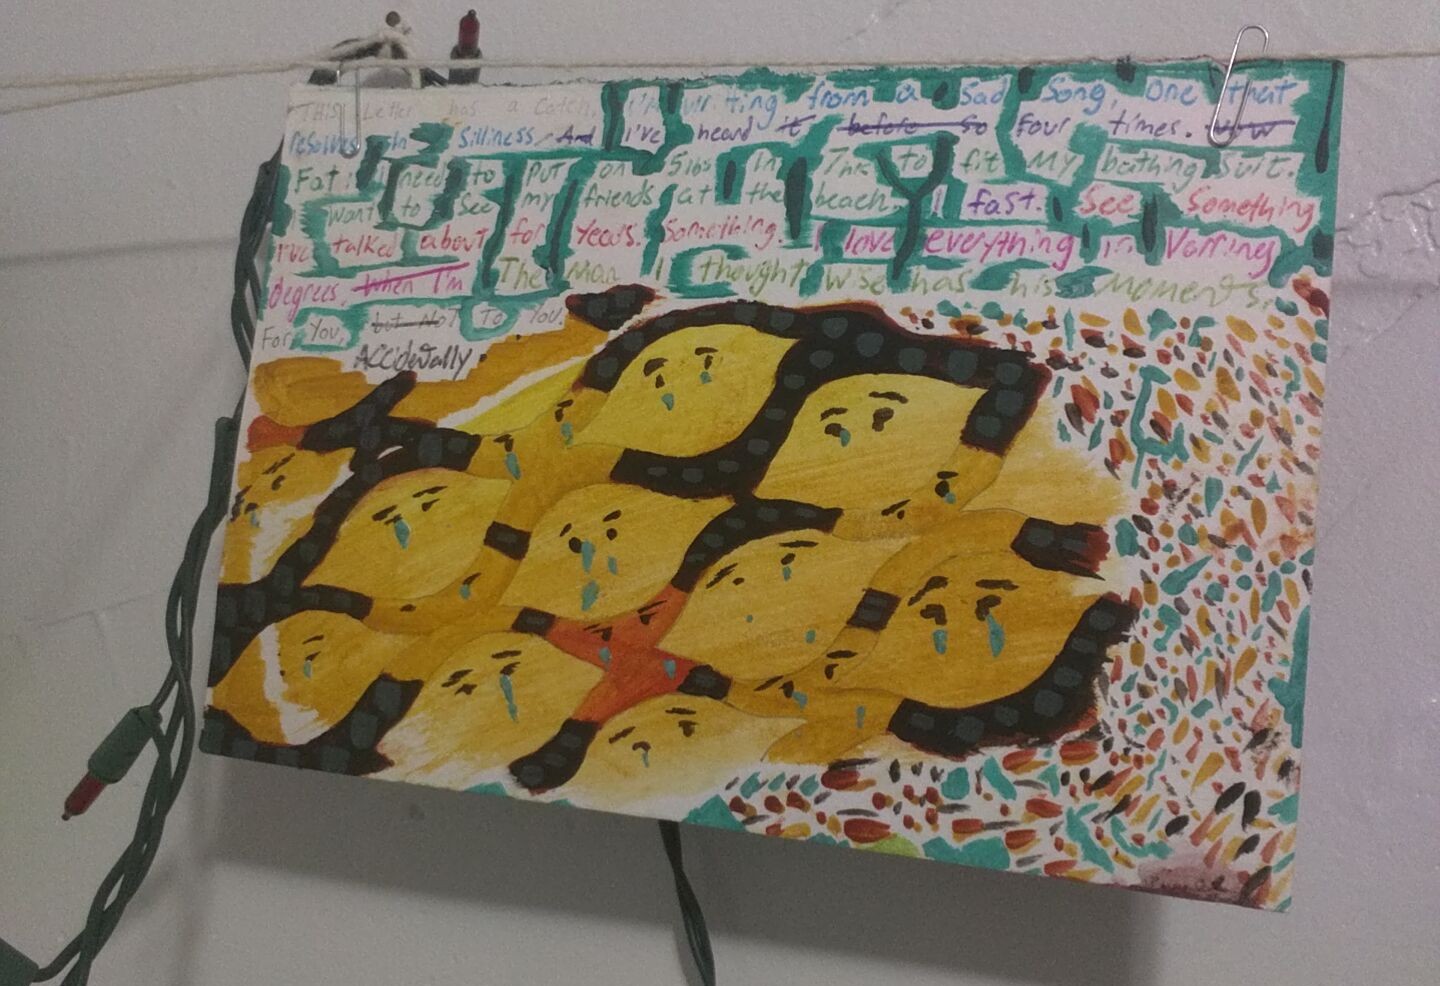 THIS Letter has a Catch, I'm writting from a Sad Song, One that
resolves in Silliness And I've heard it before so four times. now
Fat: I need to PUT on 5lbs in The to fit My bathing Suit.
I want to See my friends at the beach. I fast. See Something
I've talked about for Years. Something. I love everything in Varring
degrees, When I'm The Man I thought Wise has his Moments.
For You, but NOT To You
ACCidentally